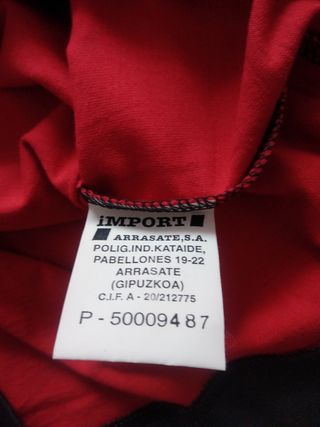 iMPORT
ARRASATE,S.A.
POLIG.IND.KATAIDE,
PABELLONES 19-22
ARRASATE
(GIPUZKOA)
C.I.F. A - 20/212775
P - 50009487